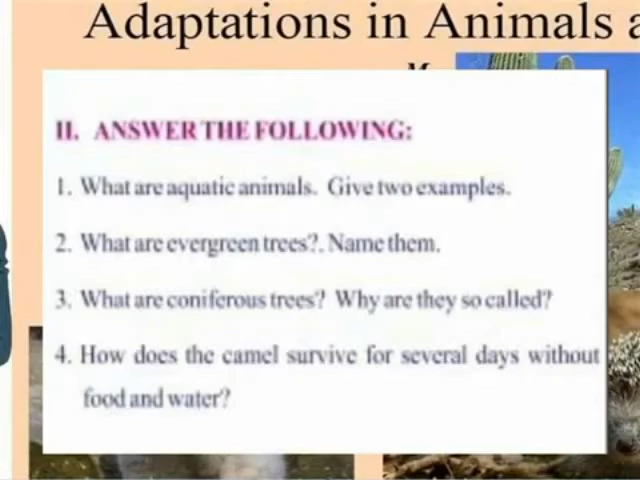 Adaptations in Animals
II. ANSWER THE FOLLOWING:
1. What are aquatic animals. Give two examples.
2. What are evergreen trees?. Name them.
3. What are coniferous trees? Why are they so called?
4. How does the camel survive for several days without
food and water?